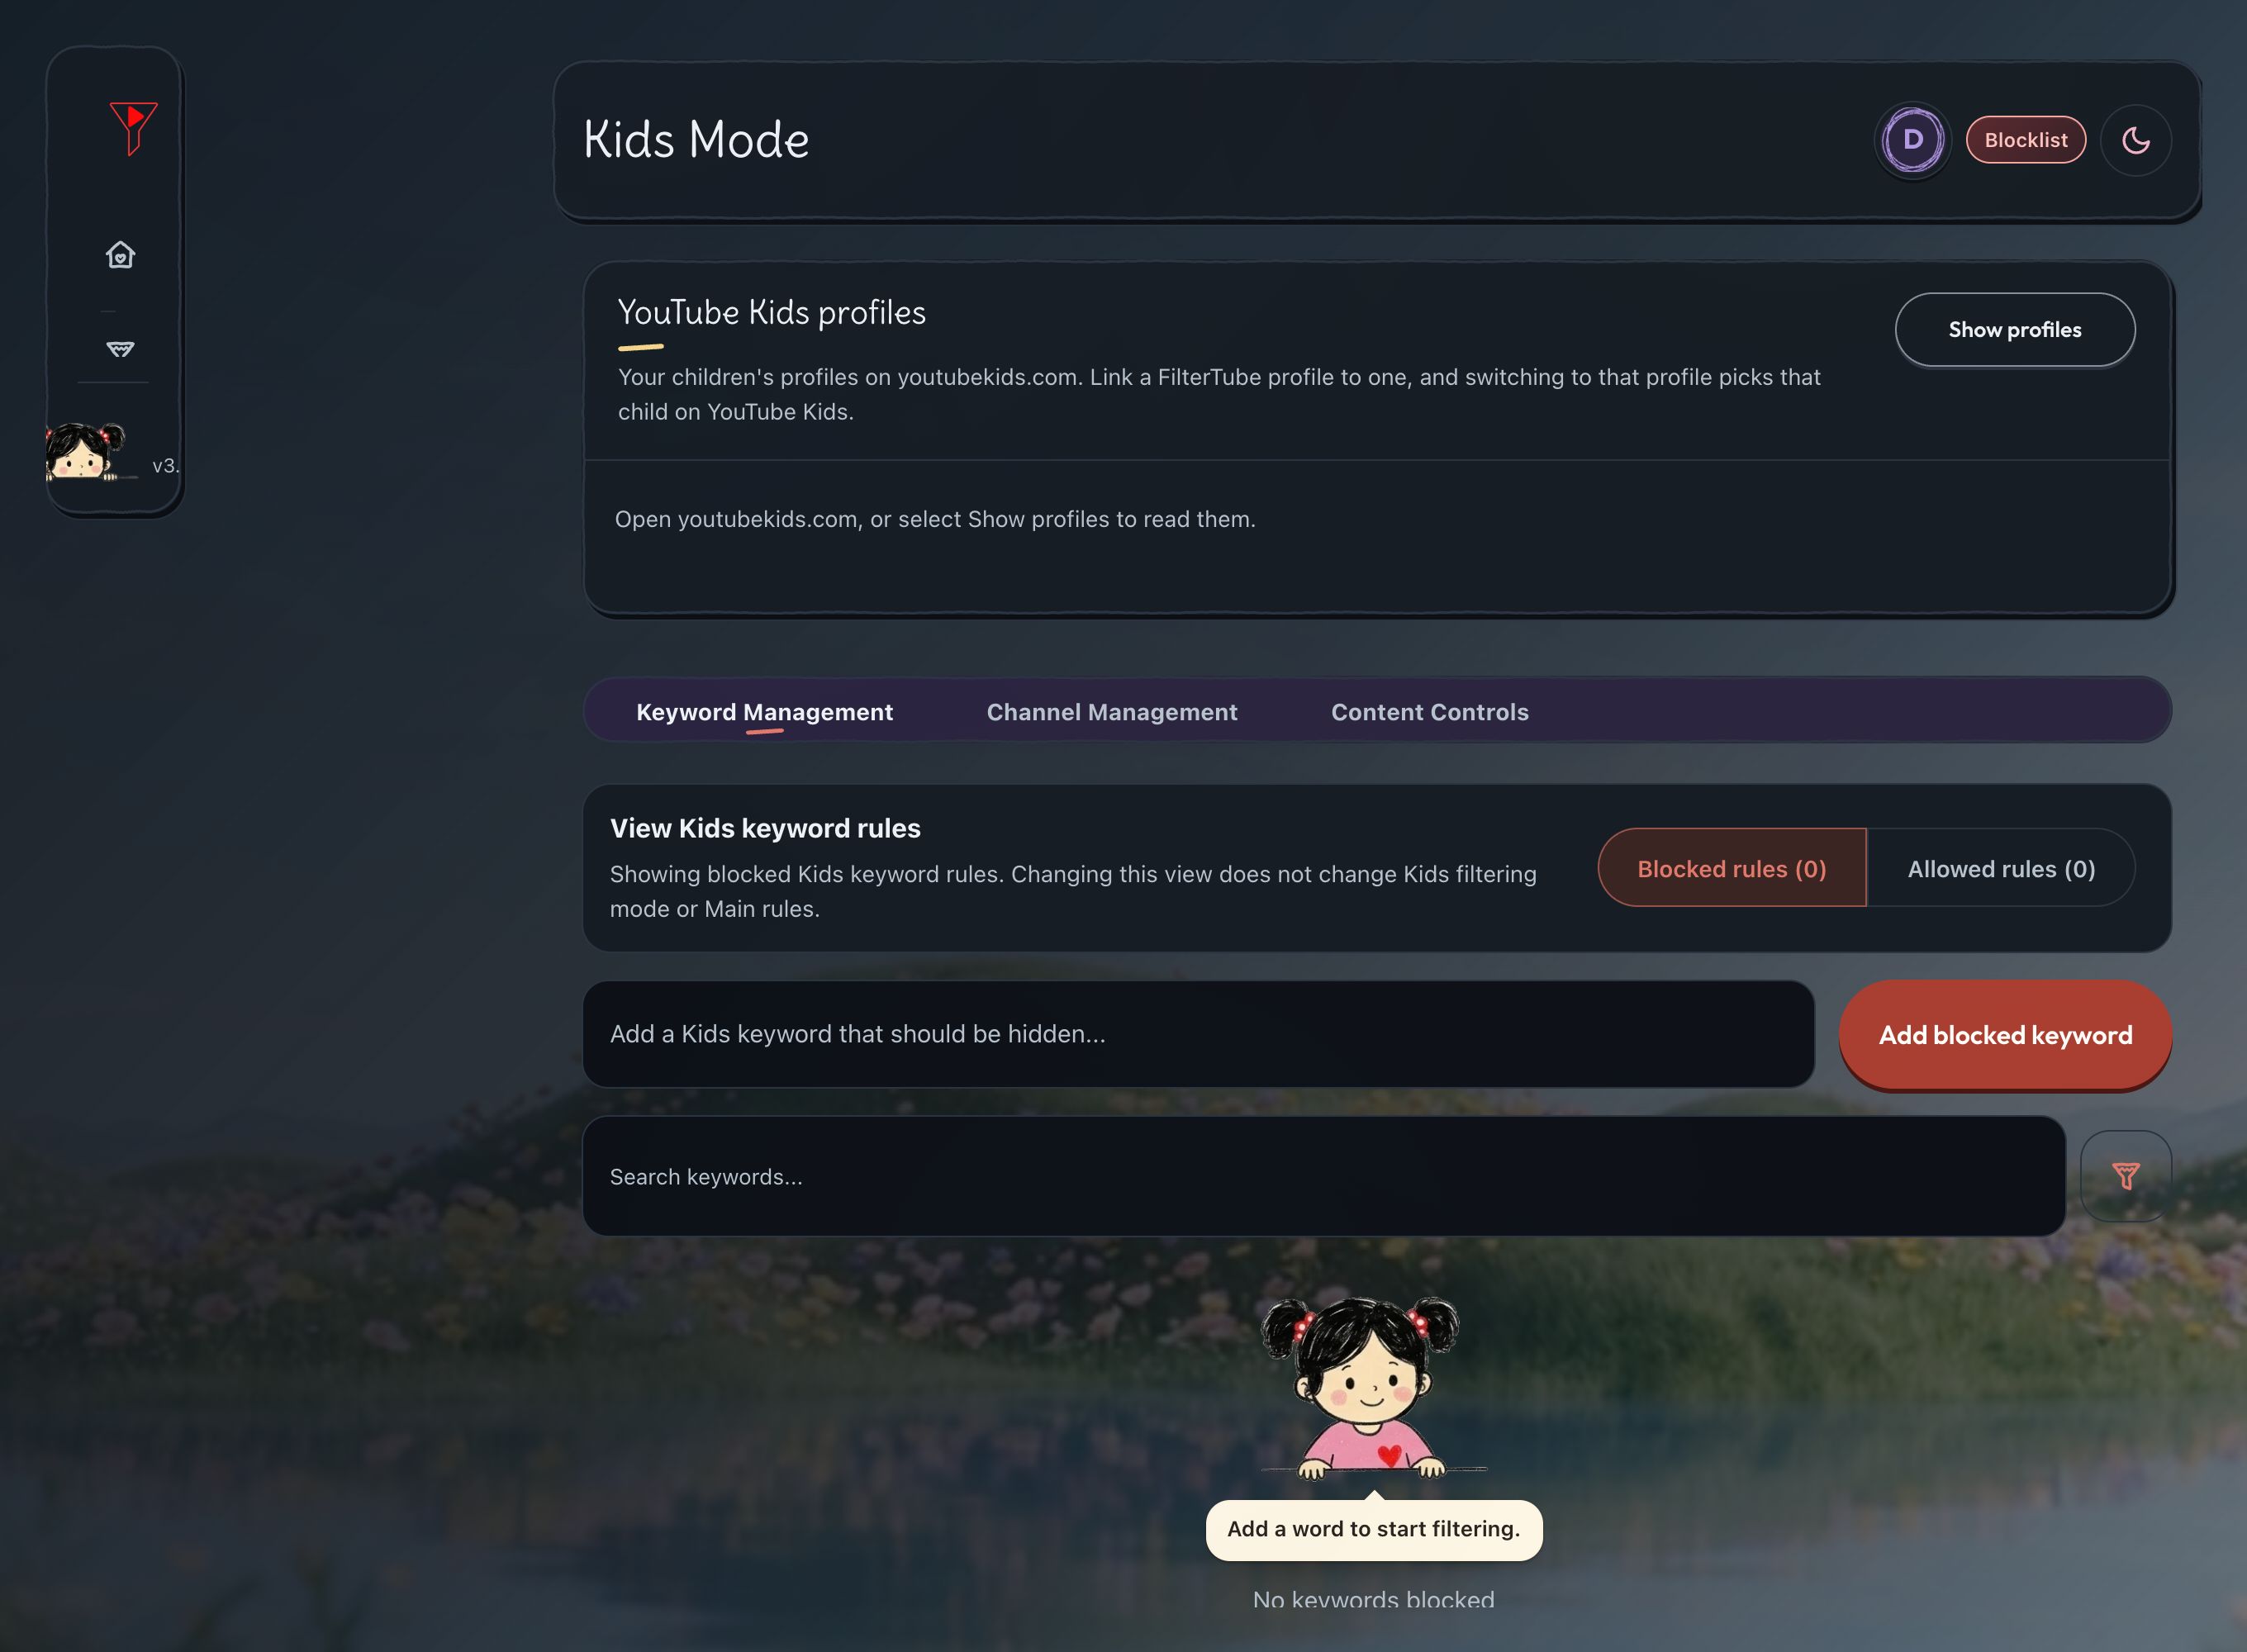 Kids Mode
D
Blocklist
YouTube Kids profiles
Show profiles
Your children's profiles on youtubekids.com. Link a FilterTube profile to one, and switching to that profile picks that
child on YouTube Kids.
v3.
Open youtubekids.com, or select Show profiles to read them.
Keyword Management
Channel Management
Content Controls
View Kids keyword rules
Showing blocked Kids keyword rules. Changing this view does not change Kids filtering
mode or Main rules.
Blocked rules (0)
Allowed rules (0)
Add a Kids keyword that should be hidden...
Add blocked keyword
Search keywords...
Add a word to start filtering.
No keywords blocked